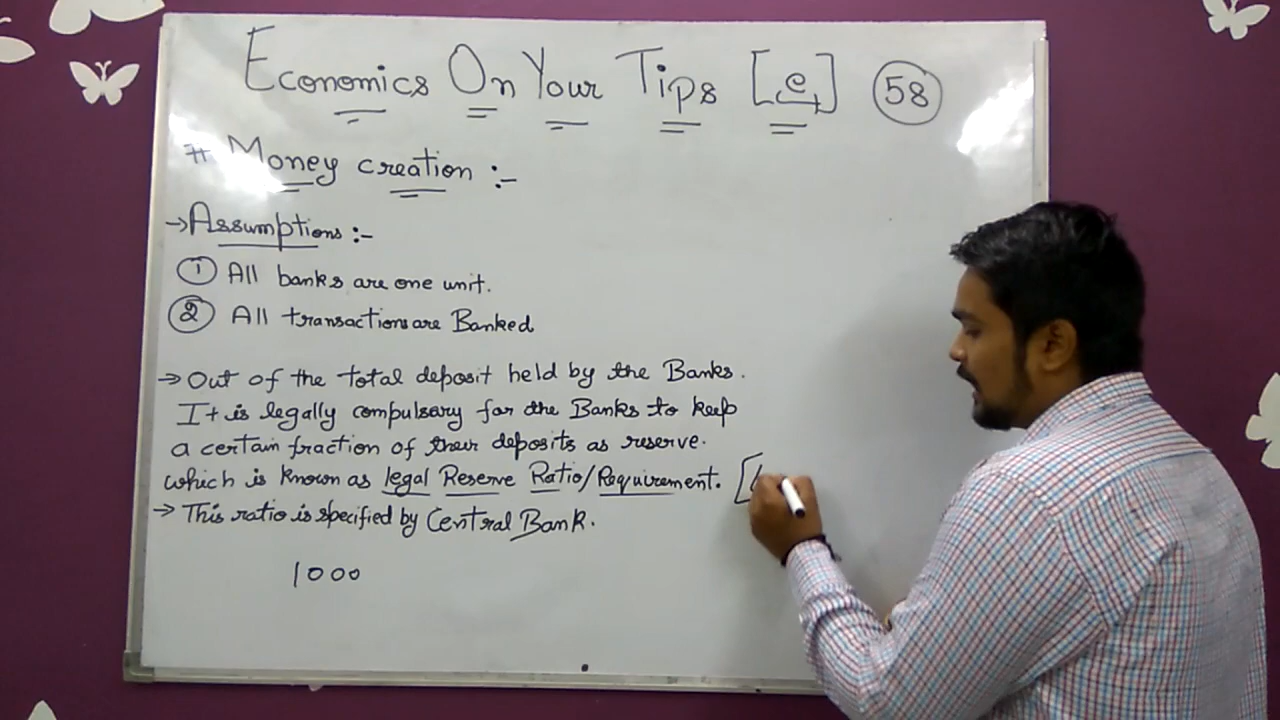 Economics On Your Tips [e] 58
# Money creation :-
→ Assumptions :-
① All banks are one unit.
② All transactions are Banked
→ Out of the total deposit held by the Banks.
It is legally compulsary for the Banks to keep
a certain fraction of their deposits as reserve.
which is known as legal Reserve Ratio/Requirement. [
→ This ratio is specified by Central Bank.
1000